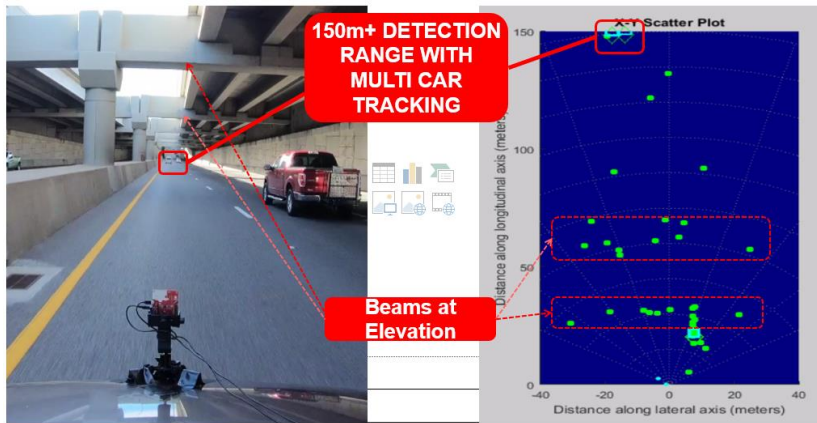 150m+ DETECTION
RANGE WITH
MULTI CAR
TRACKING
Beams at
Elevation
X-Y Scatter Plot
Distance along longitudinal axis (meters)
150
100
50
0
-40
-20
0
20
40
Distance along lateral axis (meters)